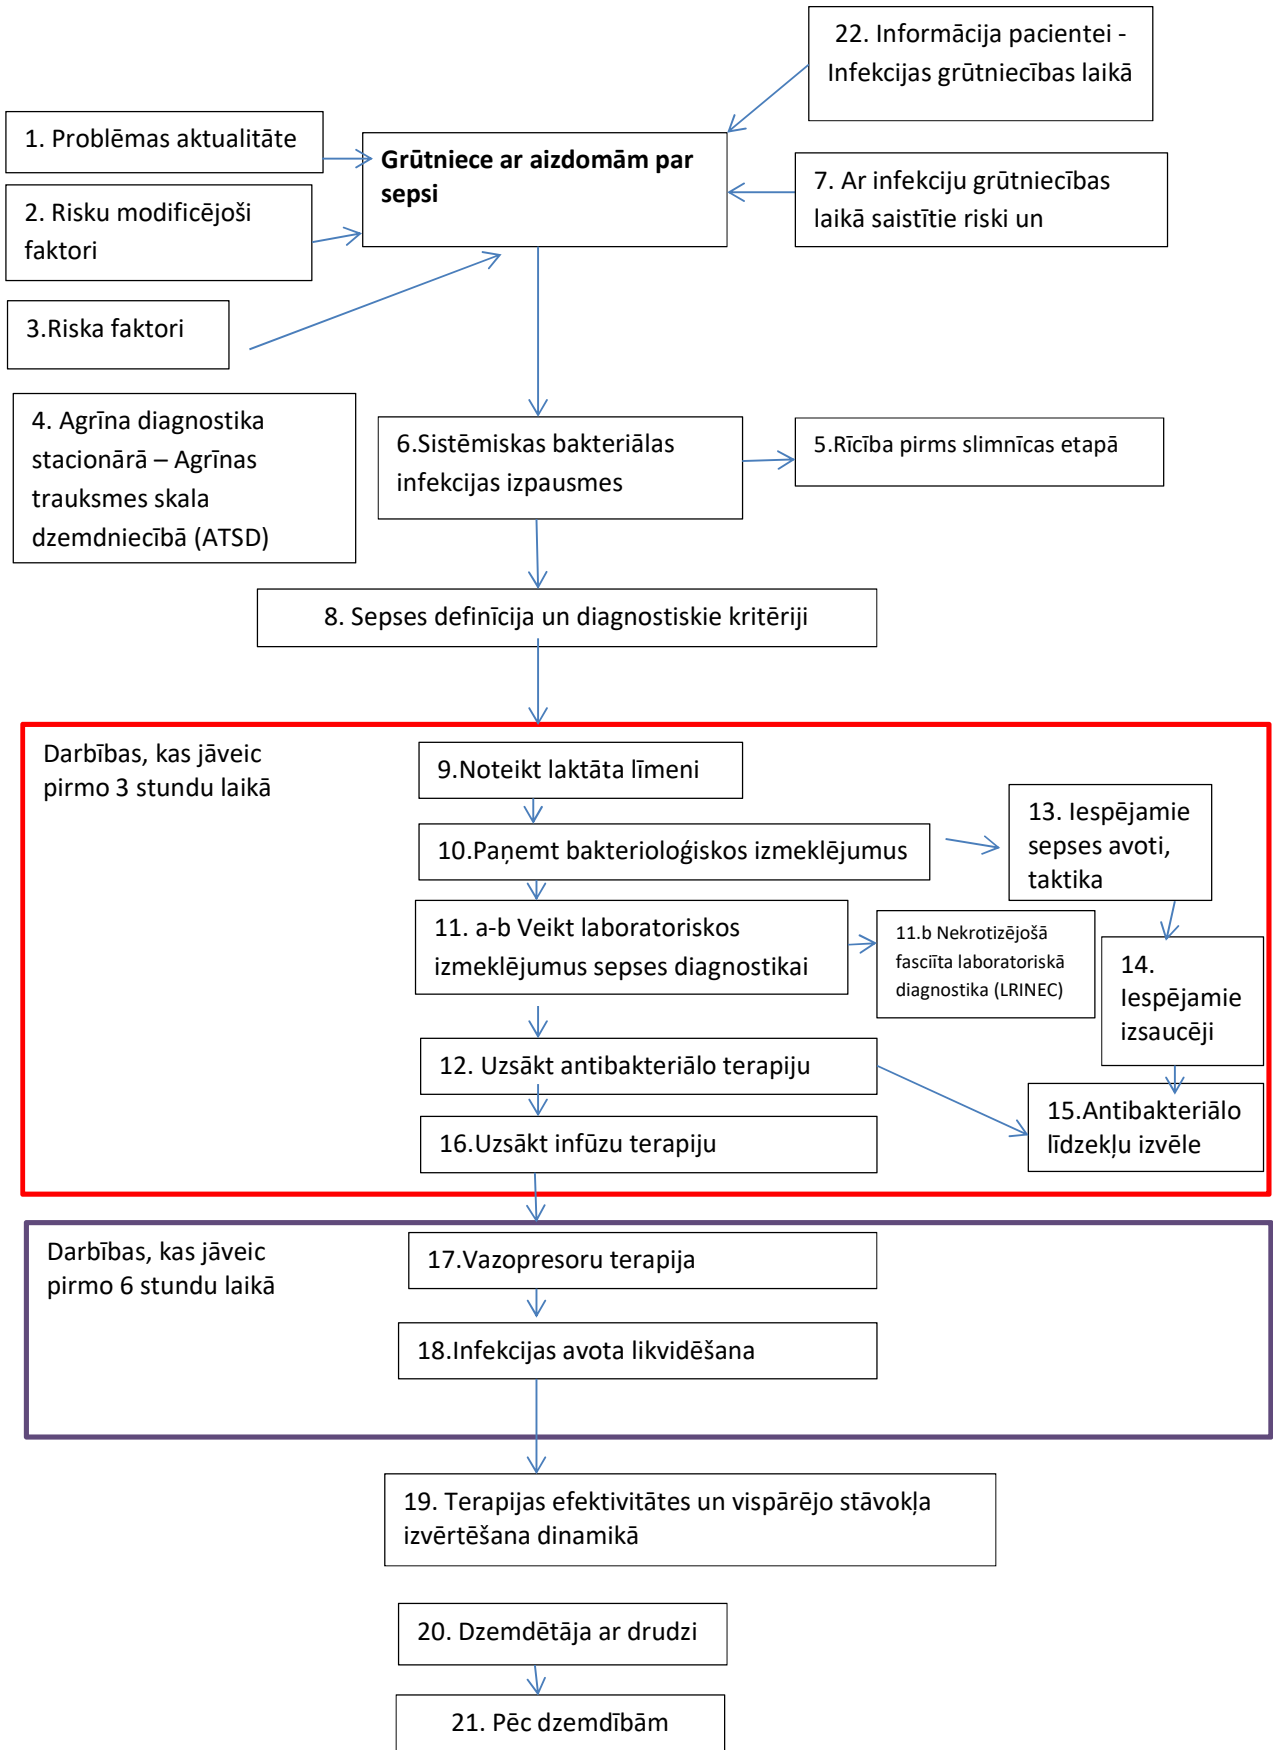 22. Informācija pacientei -
Infekcijas grūtniecības laikā
1. Problēmas aktualitāte
Grūtniece ar aizdomām par
sepsi
7. Ar infekciju grūtniecības
laikā saistītie riski un
2. Risku modificējoši
faktori
3.Riska faktori
4. Agrīna diagnostika
stacionārā – Agrīnas
trauksmes skala
dzemdniecībā (ATSD)
6.Sistēmiskas bakteriālas
infekcijas izpausmes
5.Rīcība pirms slimnīcas etapā
8. Sepses definīcija un diagnostiskie kritēriji
Darbības, kas jāveic
pirmo 3 stundu laikā
9.Noteikt laktāta līmeni
10.Paņemt bakterioloģiskos izmeklējumus
13. Iespējamie
sepses avoti,
taktika
11. a-b Veikt laboratoriskos
izmeklējumus sepses diagnostikai
11.b Nekrotizējošā
fasciīta laboratoriskā
diagnostika (LRINEC)
14.
Iespējamie
izsaucēji
12. Uzsākt antibakteriālo terapiju
15.Antibakteriālo
līdzekļu izvēle
16.Uzsākt infūzu terapiju
Darbības, kas jāveic
pirmo 6 stundu laikā
17.Vazopresoru terapija
18.Infekcijas avota likvidēšana
19. Terapijas efektivitātes un vispārējo stāvokļa
izvērtēšana dinamikā
20. Dzemdētāja ar drudzi
21. Pēc dzemdībām